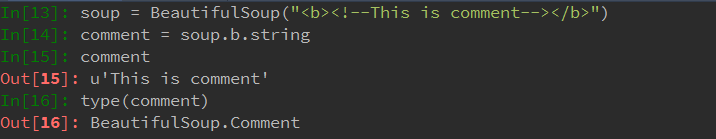 In[13]: soup = BeautifulSoup("<b><!--This is comment--></b>")
In[14]: comment = soup.b.string
In[15]: comment
Out[15]: u'This is comment'
In[16]: type(comment)
Out[16]: BeautifulSoup.Comment